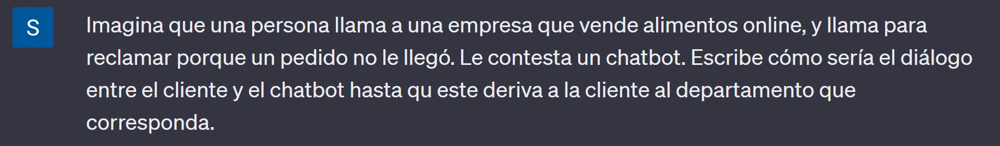 S
Imagina que una persona llama a una empresa que vende alimentos online, y llama para
reclamar porque un pedido no le llegó. Le contesta un chatbot. Escribe cómo sería el diálogo
entre el cliente y el chatbot hasta qu este deriva a la cliente al departamento que
corresponda.